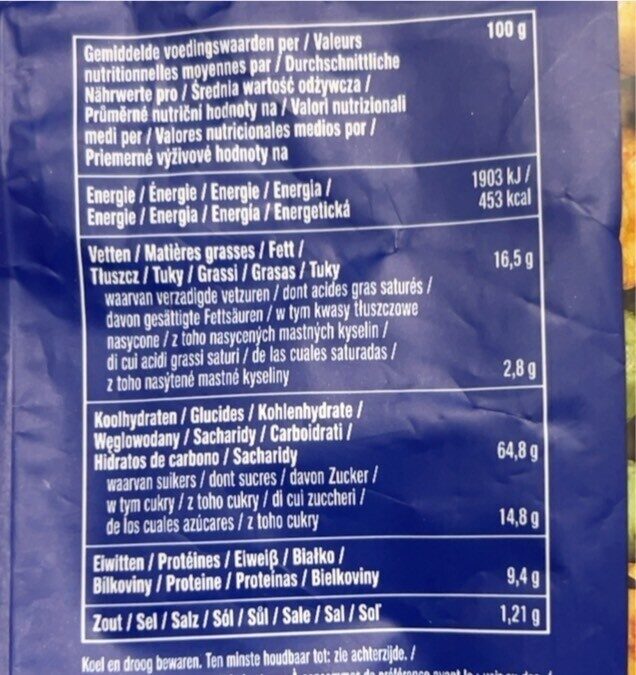 Gemiddelde voedingswaarden per / Valeurs
nutritionnelles moyennes par / Durchschnittliche
Nährwerte pro / Średnia wartość odżywcza /
Průměrné nutriční hodnoty na / Valori nutrizionali
medi per / Valores nutricionales medios por /
Priemerné výživové hodnoty na
100 g
Energie / Énergie / Energie / Energia /
Energie / Energia / Energía / Energetická
1903 kJ /
453 kcal
Vetten / Matières grasses / Fett /
Tłuszcz / Tuky / Grassi / Grasas / Tuky
16,5 g
waarvan verzadigde vetzuren / dont acides gras saturés /
davon gesättigte Fettsäuren / w tym kwasy tłuszczowe
nasycone / z toho nasycených mastných kyselin /
di cui acidi grassi saturi / de las cuales saturadas /
z toho nasýtené mastné kyseliny
2,8 g
Koolhydraten / Glucides / Kohlenhydrate /
Węglowodany / Sacharidy / Carboidrati /
Hidratos de carbono / Sacharidy
64,8 g
waarvan suikers / dont sucres / davon Zucker /
w tym cukry / z toho cukry / di cui zuccheri /
de los cuales azúcares / z toho cukry
14,8 g
Eiwitten / Protéines / Eiweiß / Białko /
Bílkoviny / Proteine / Proteínas / Bielkoviny
9,4 g
Zout / Sel / Salz / Sól / Sůl / Sale / Sal / Soľ
1,21 g
Koel en droog bewaren. Ten minste houdbaar tot: zie achterzijde. /